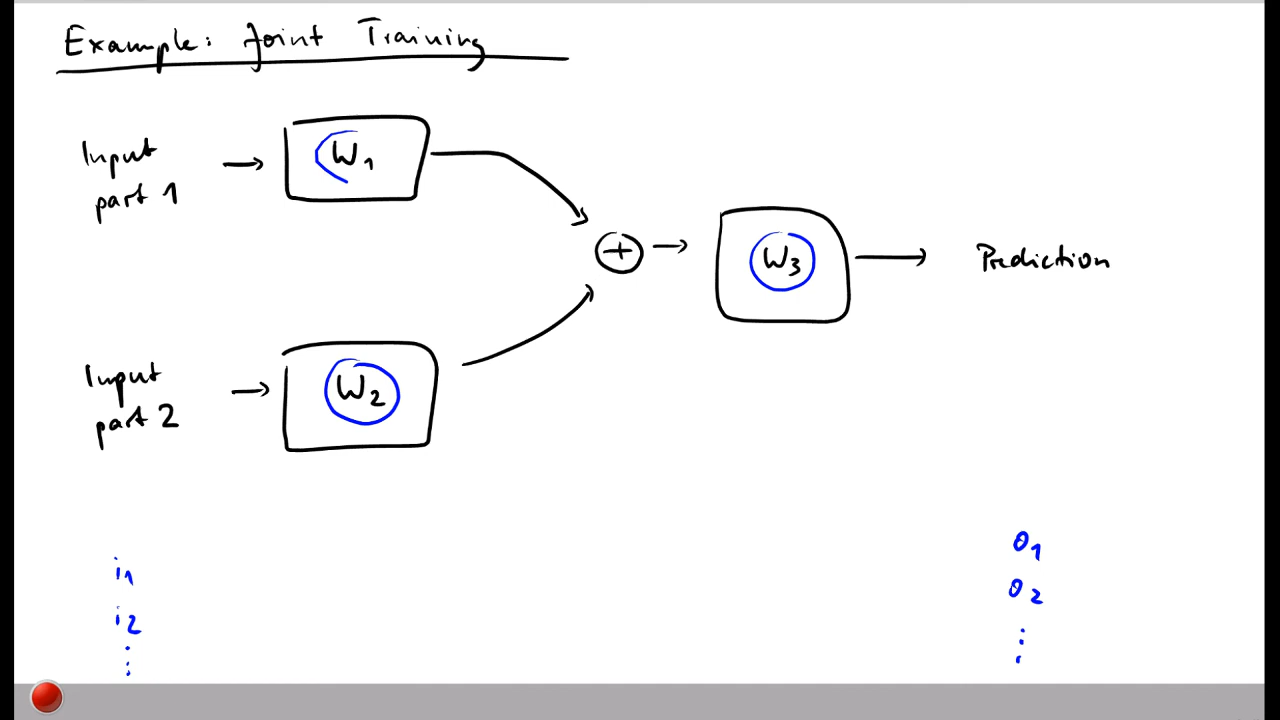 Example: Joint Training
Input
part 1
W1
+
W3
Prediction
Input
part 2
W2
i1
i2
⋮
o1
o2
⋮